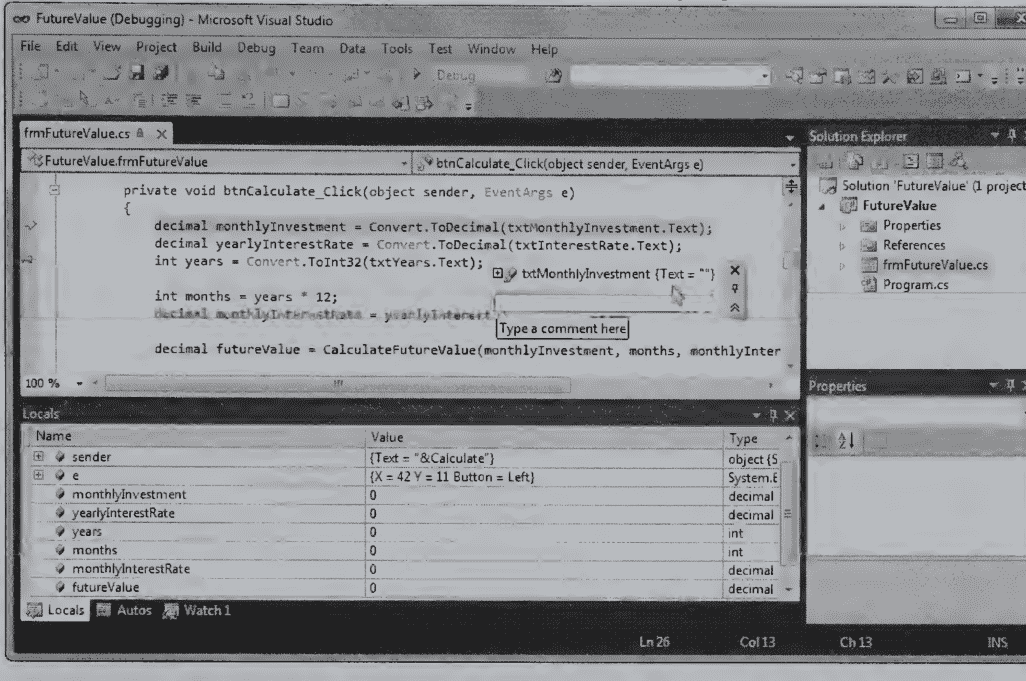 FutureValue (Debugging) - Microsoft Visual Studio
File Edit View Project Build Debug Team Data Tools Test Window Help
Debug
frmFutureValue.cs
FutureValue.frmFutureValue
btnCalculate_Click(object sender, EventArgs e)
private void btnCalculate_Click(object sender, EventArgs e)
{
decimal monthlyInvestment = Convert.ToDecimal(txtMonthlyInvestment.Text);
decimal yearlyInterestRate = Convert.ToDecimal(txtInterestRate.Text);
int years = Convert.ToInt32(txtYears.Text);
txtMonthlyInvestment {Text = ""}
int months = years * 12;
decimal monthlyInterestRate = yearlyInterest
Type a comment here
decimal futureValue = CalculateFutureValue(monthlyInvestment, months, monthlyInter
100 %
Solution Explorer
Solution 'FutureValue' (1 project
FutureValue
Properties
References
frmFutureValue.cs
Program.cs
Properties
Locals
Name Value Type
sender {Text = "&Calculate"} object {S
e {X = 42 Y = 11 Button = Left} System.E
monthlyInvestment 0 decimal
yearlyInterestRate 0 decimal
years 0 int
months 0 int
monthlyInterestRate 0 decimal
futureValue 0 decimal
Locals Autos Watch 1
Ln 26 Col 13 Ch 13 INS